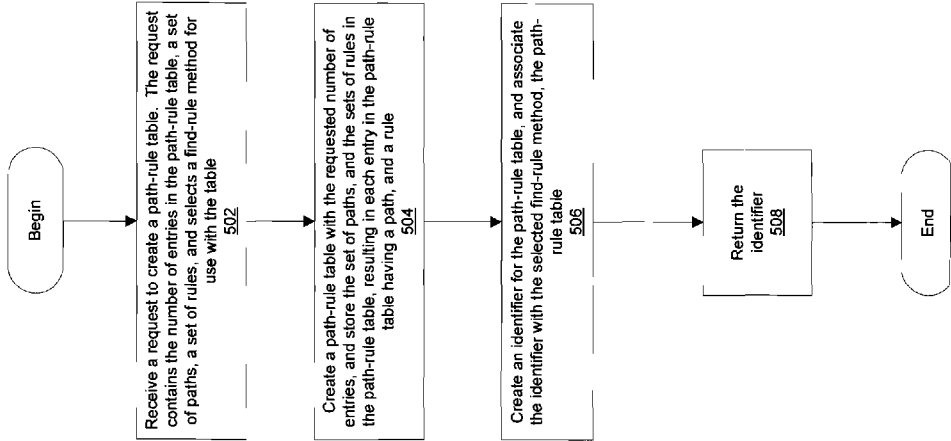 Begin
Receive a request to create a path-rule table. The request
contains the number of entries in the path-rule table, a set
of paths, a set of rules, and selects a find-rule method for
use with the table
502
Create a path-rule table with the requested number of
entries, and store the set of paths, and the sets of rules in
the path-rule table, resulting in each entry in the path-rule
table having a path, and a rule
504
Create an identifier for the path-rule table, and associate
the identifier with the selected find-rule method, the path-
rule table
506
Return the
identifier
508
End